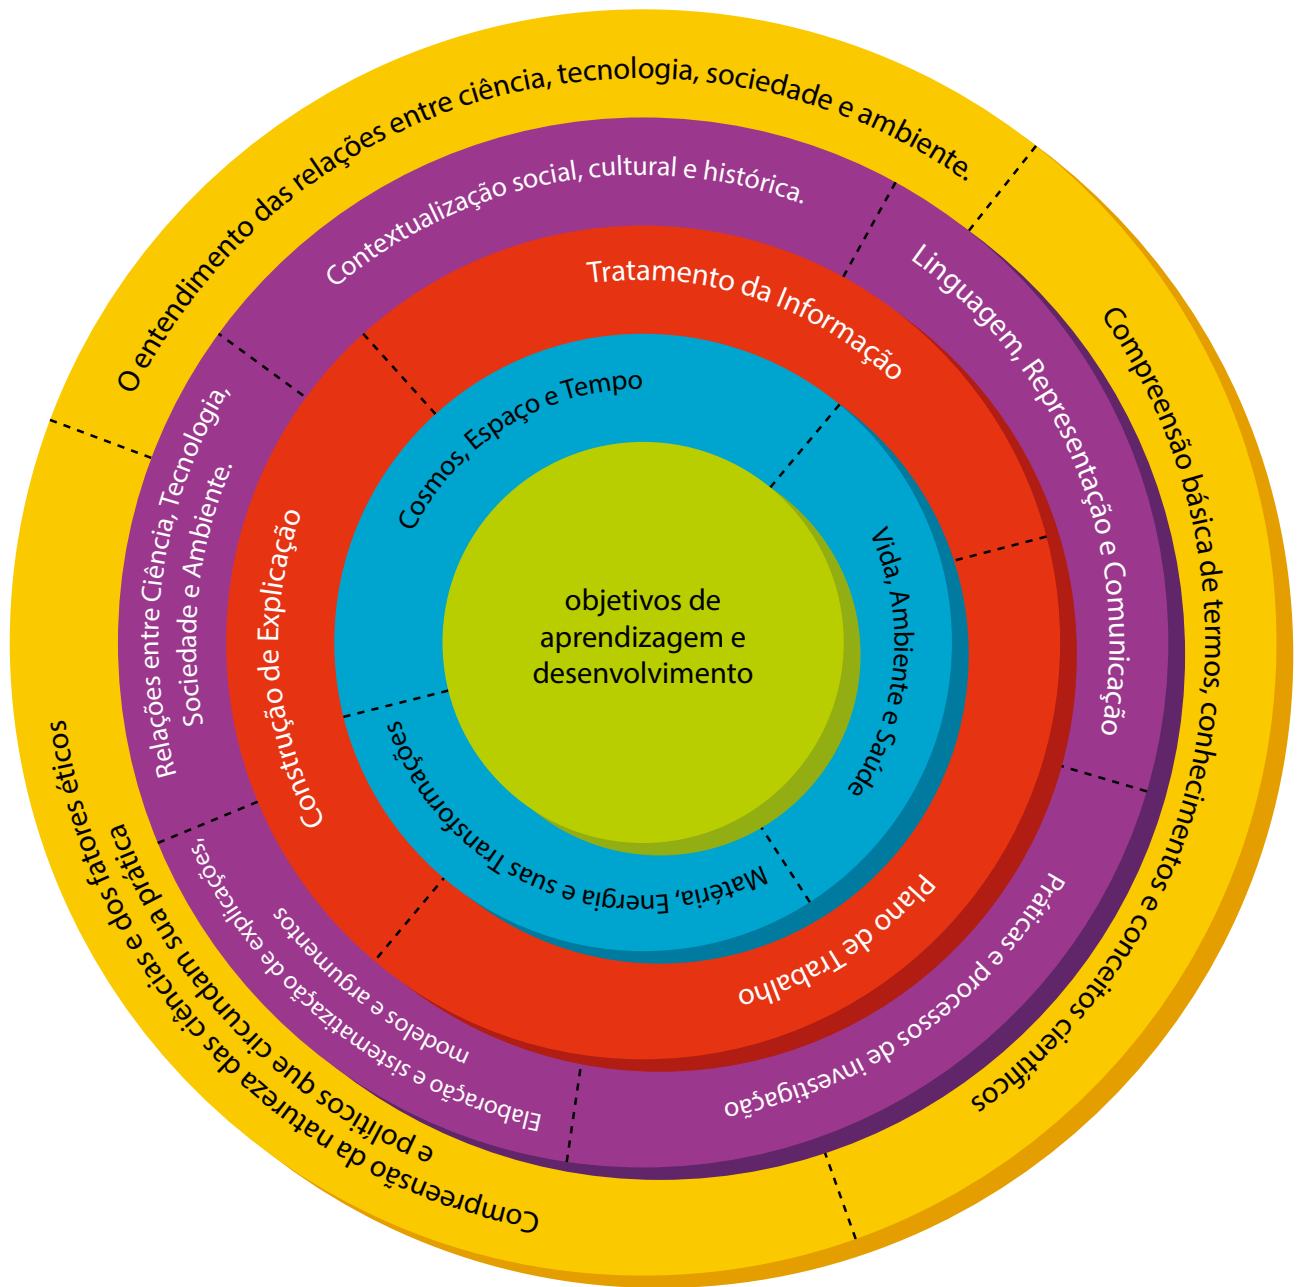 O entendimento das relações entre ciência, tecnologia, sociedade e ambiente.
Compreensão básica de termos, conhecimentos e conceitos científicos
Compreensão da natureza das ciências e dos fatores éticos
e políticos que circundam sua prática
Contextualização social, cultural e histórica.
Linguagem, Representação e Comunicação
Práticas e processos de investigação
Elaboração e sistematização de explicações,
modelos e argumentos
Relações entre Ciência, Tecnologia,
Sociedade e Ambiente.
Tratamento da Informação
Plano de Trabalho
Construção de Explicação
Cosmos, Espaço e Tempo
Vida, Ambiente e Saúde
Matéria, Energia e suas Transformações
objetivos de
aprendizagem e
desenvolvimento